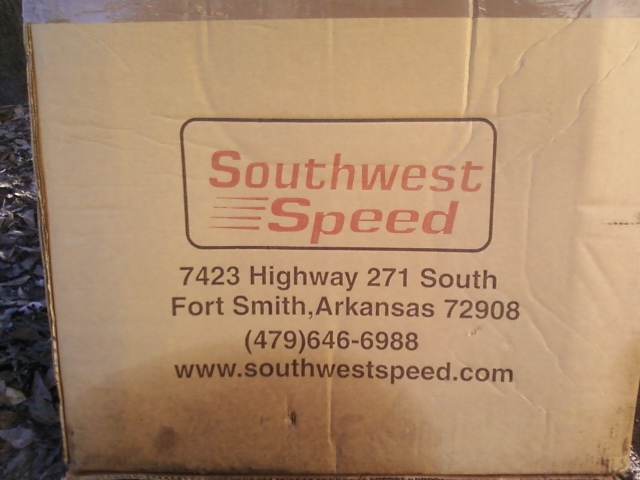 Southwest
Speed
7423 Highway 271 South
Fort Smith,Arkansas 72908
(479)646-6988
www.southwestspeed.com